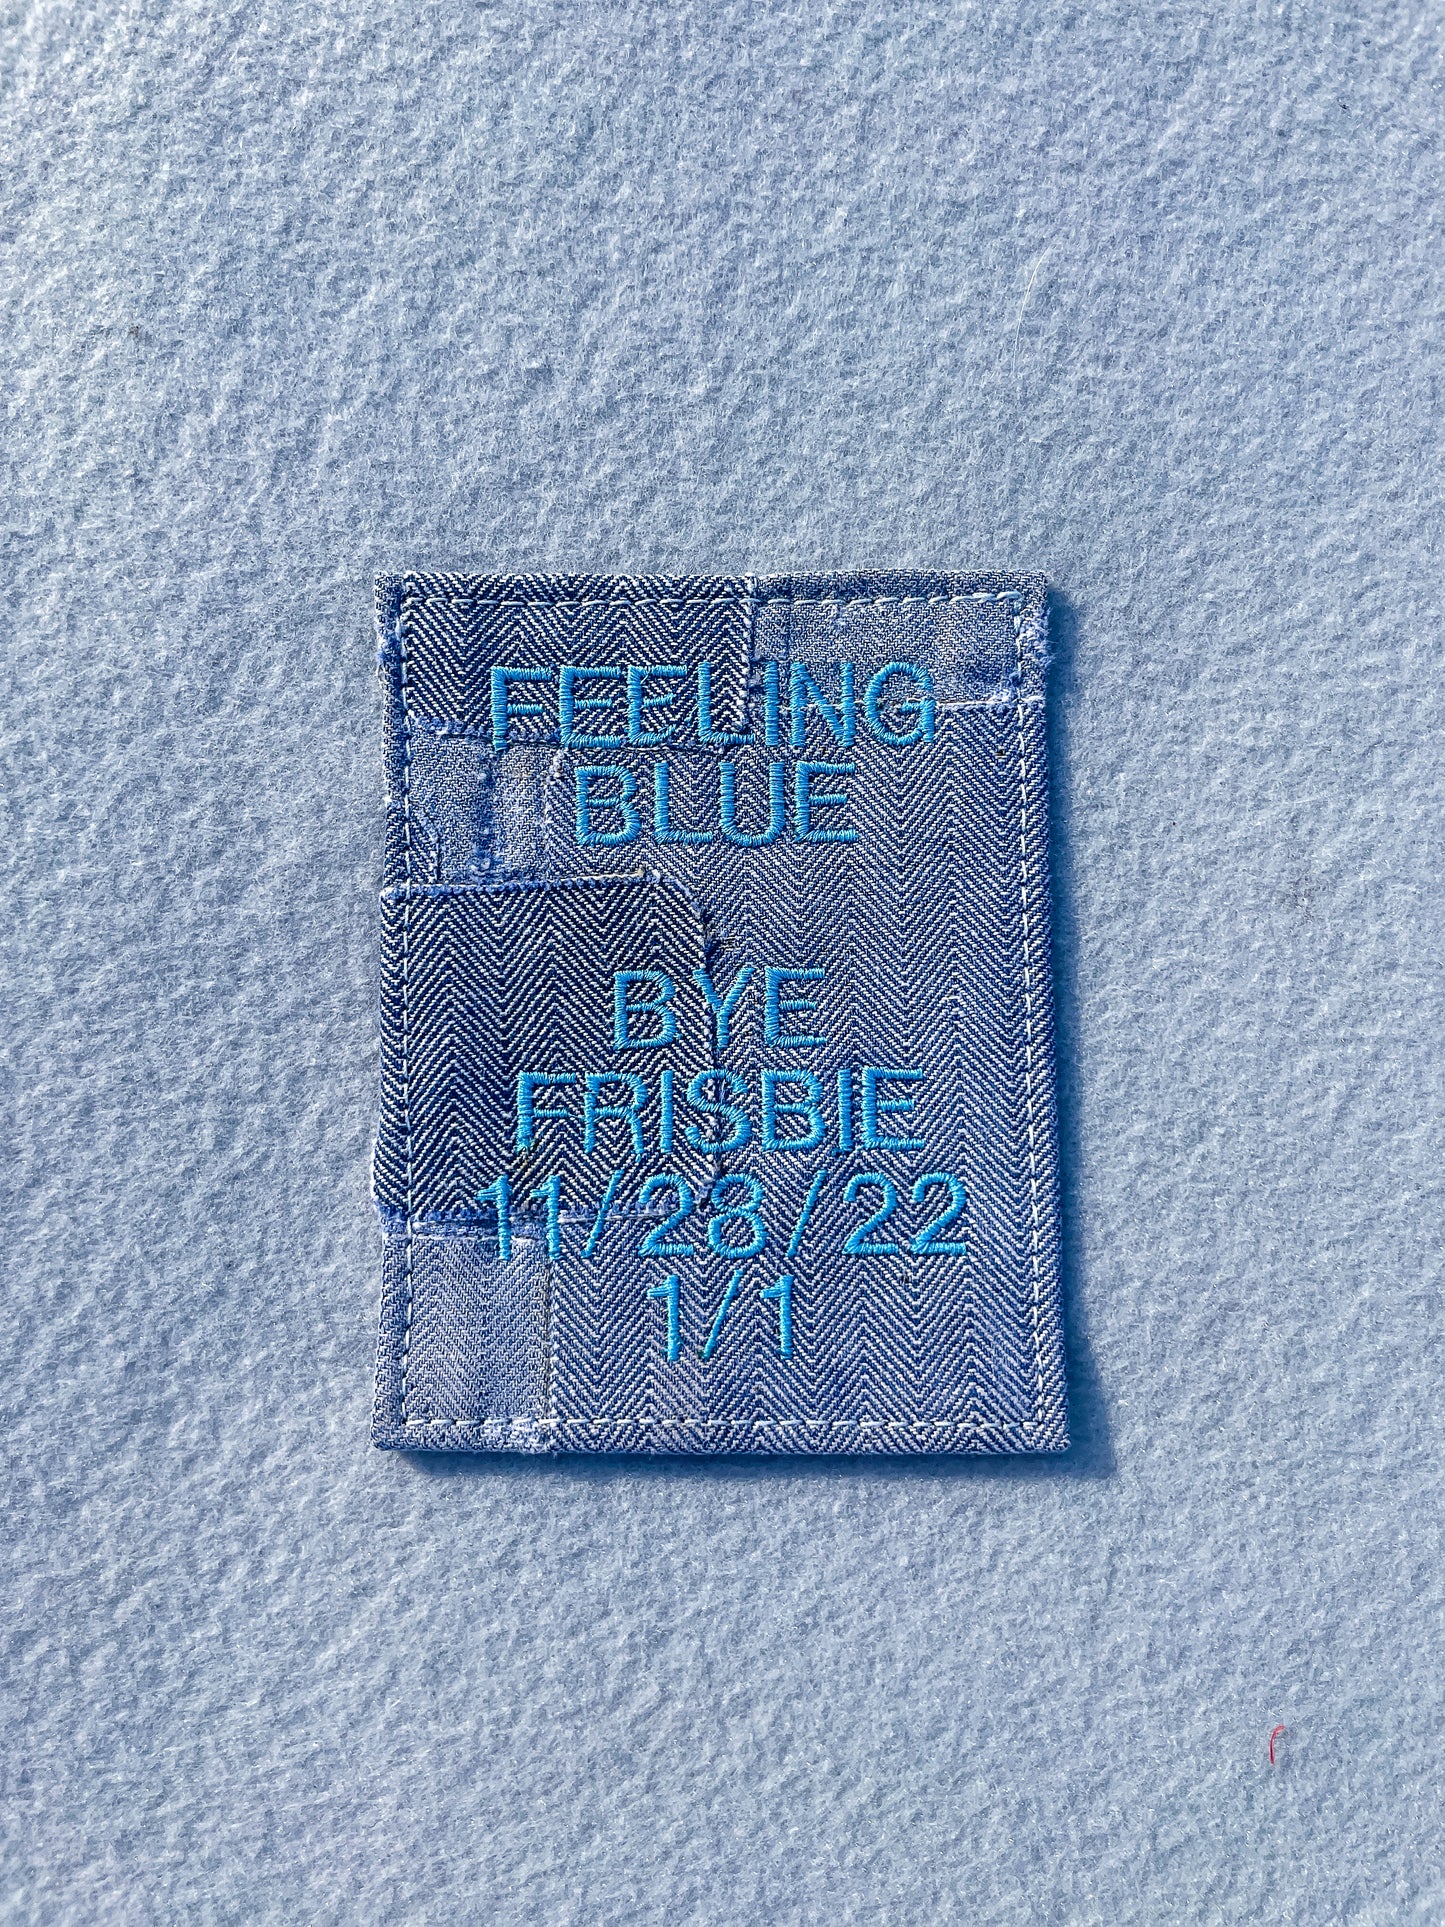 FEELING
BLUE
BYE
FRISBIE
11/28/22
1/1